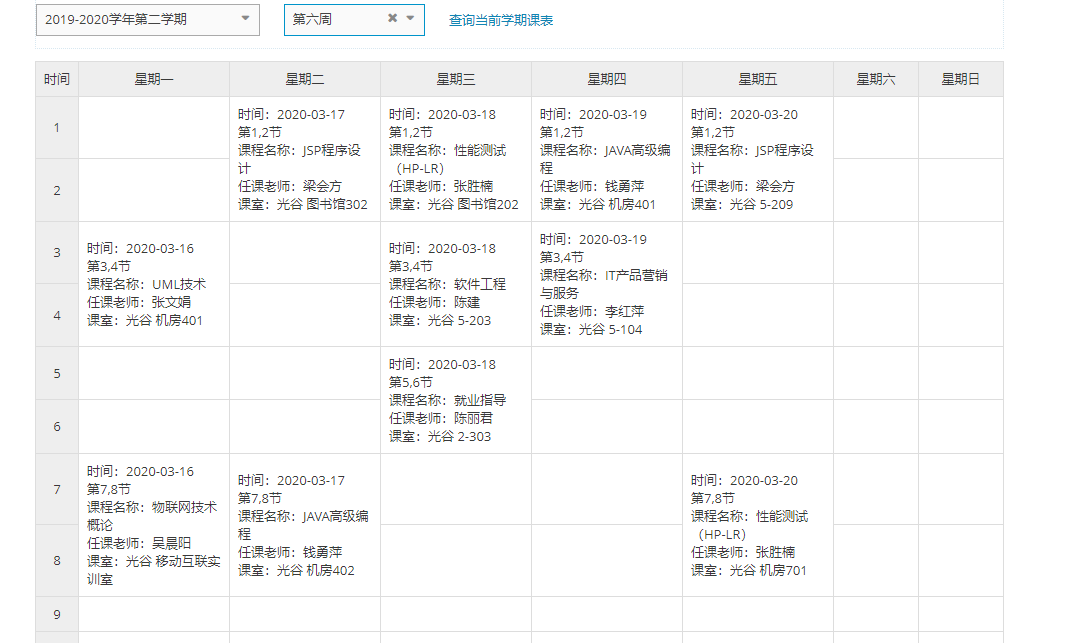 2019-2020学年第二学期
第六周
查询当前学期课表
时间 星期一 星期二 星期三 星期四 星期五 星期六 星期日
1
2
时间：2020-03-17
第1,2节
课程名称：JSP程序设
计
任课老师：梁会方
课室：光谷 图书馆302
时间：2020-03-18
第1,2节
课程名称：性能测试
（HP-LR）
任课老师：张胜楠
课室：光谷 图书馆202
时间：2020-03-19
第1,2节
课程名称：JAVA高级编
程
任课老师：钱勇萍
课室：光谷 机房401
时间：2020-03-20
第1,2节
课程名称：JSP程序设
计
任课老师：梁会方
课室：光谷 5-209
3
4
时间：2020-03-16
第3,4节
课程名称：UML技术
任课老师：张文娟
课室：光谷 机房401
时间：2020-03-18
第3,4节
课程名称：软件工程
任课老师：陈建
课室：光谷 5-203
时间：2020-03-19
第3,4节
课程名称：IT产品营销
与服务
任课老师：李红萍
课室：光谷 5-104
5
6
时间：2020-03-18
第5,6节
课程名称：就业指导
任课老师：陈丽君
课室：光谷 2-303
7
8
时间：2020-03-16
第7,8节
课程名称：物联网技术
概论
任课老师：吴晨阳
课室：光谷 移动互联实
训室
时间：2020-03-17
第7,8节
课程名称：JAVA高级编
程
任课老师：钱勇萍
课室：光谷 机房402
时间：2020-03-20
第7,8节
课程名称：性能测试
（HP-LR）
任课老师：张胜楠
课室：光谷 机房701
9